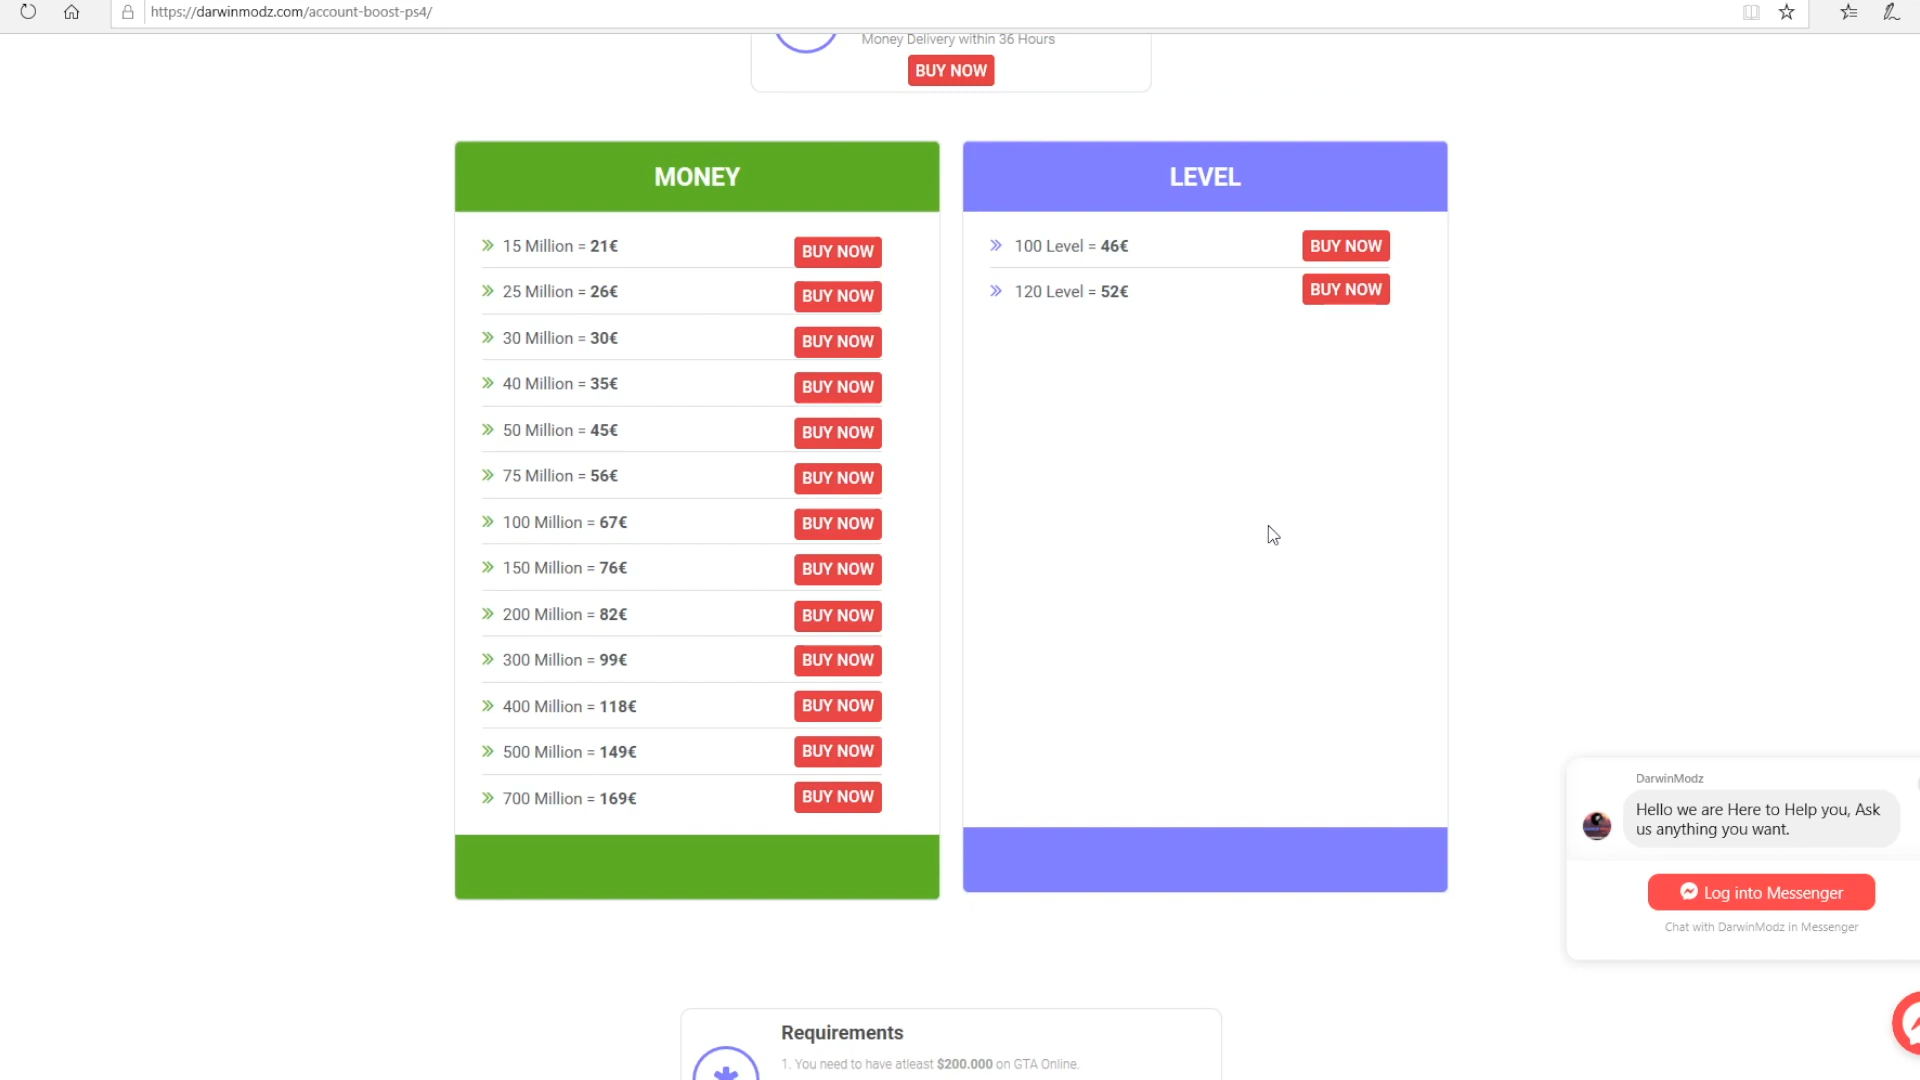 https://darwinmodz.com/account-boost-ps4/
Money Delivery within 36 Hours
BUY NOW
MONEY
15 Million = 21€ BUY NOW
25 Million = 26€ BUY NOW
30 Million = 30€ BUY NOW
40 Million = 35€ BUY NOW
50 Million = 45€ BUY NOW
75 Million = 56€ BUY NOW
100 Million = 67€ BUY NOW
150 Million = 76€ BUY NOW
200 Million = 82€ BUY NOW
300 Million = 99€ BUY NOW
400 Million = 118€ BUY NOW
500 Million = 149€ BUY NOW
700 Million = 169€ BUY NOW
LEVEL
100 Level = 46€ BUY NOW
120 Level = 52€ BUY NOW
DarwinModz
Hello we are Here to Help you, Ask
us anything you want.
Log into Messenger
Chat with DarwinModz in Messenger
Requirements
1. You need to have atleast $200.000 on GTA Online.